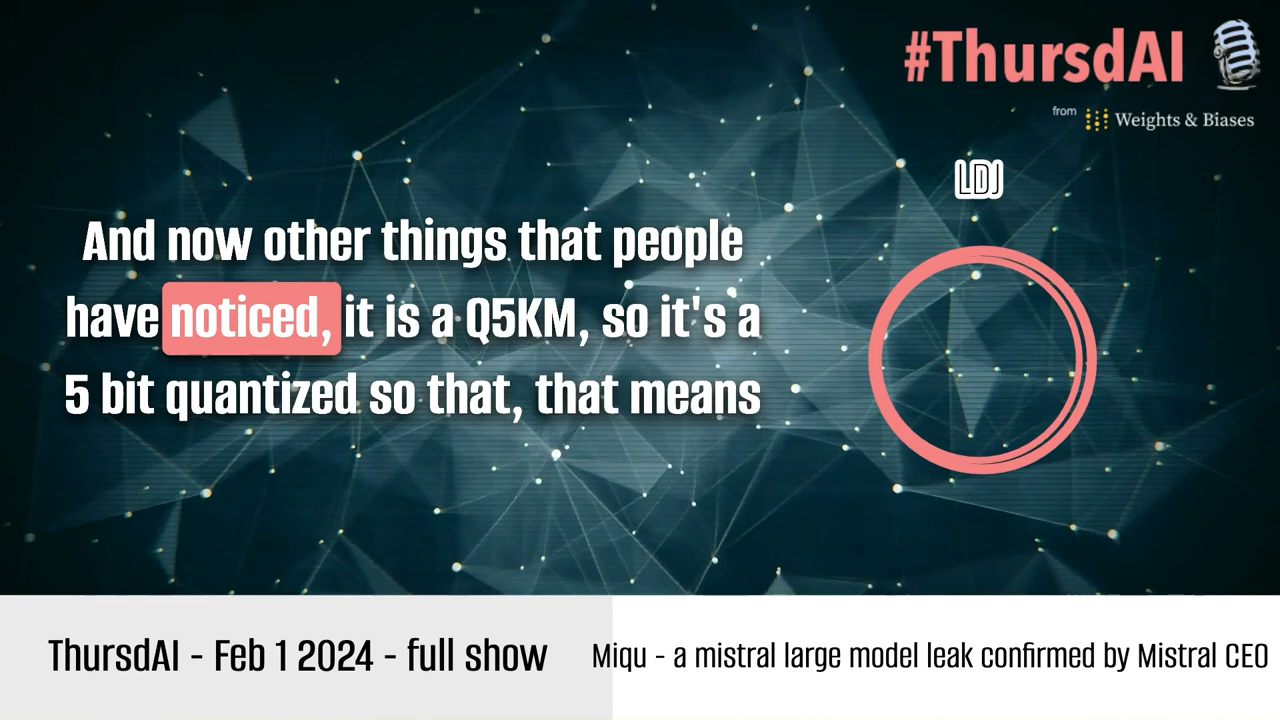 #ThursdAI
from Weights & Biases
LDJ
And now other things that people
have noticed, it is a Q5KM, so it's a
5 bit quantized so that, that means
ThursdAI - Feb 1 2024 - full show
Miqu - a mistral large model leak confirmed by Mistral CEO